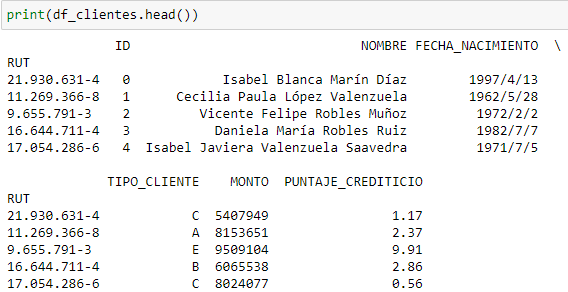 print(df_clientes.head())
ID NOMBRE FECHA_NACIMIENTO \
RUT
21.930.631-4 0 Isabel Blanca Marín Díaz 1997/4/13
11.269.366-8 1 Cecilia Paula López Valenzuela 1962/5/28
9.655.791-3 2 Vicente Felipe Robles Muñoz 1972/2/2
16.644.711-4 3 Daniela María Robles Ruiz 1982/7/7
17.054.286-6 4 Isabel Javiera Valenzuela Saavedra 1971/7/5
TIPO_CLIENTE MONTO PUNTAJE_CREDITICIO
RUT
21.930.631-4 C 5407949 1.17
11.269.366-8 A 8153651 2.37
9.655.791-3 E 9509104 9.91
16.644.711-4 B 6065538 2.86
17.054.286-6 C 8024077 0.56